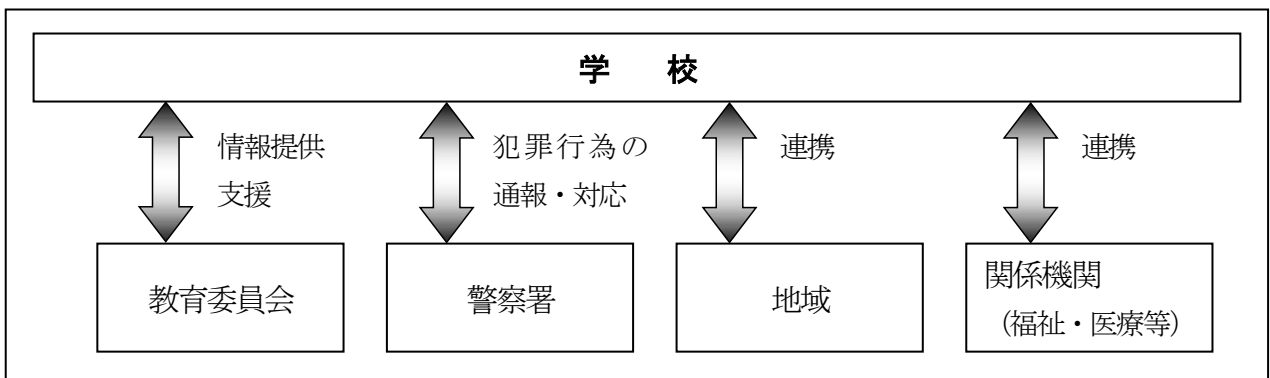 学　校
情報提供
支援
犯罪行為の
通報・対応
連携
連携
教育委員会
警察署
地域
関係機関
（福祉・医療等）